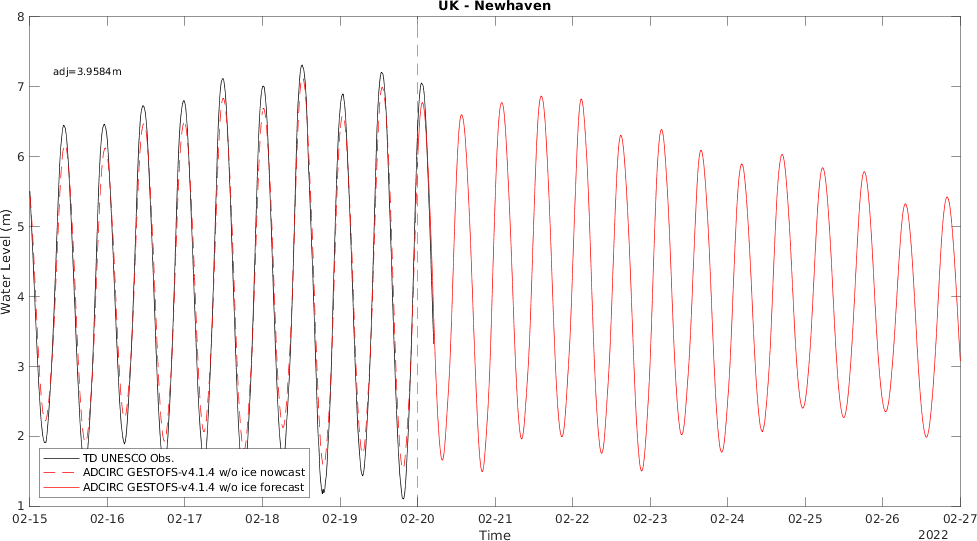 UK - Newhaven
8
7
6
5
4
3
2
1
Water Level (m)
adj=3.9584m
TD UNESCO Obs.
ADCIRC GESTOFS-v4.1.4 w/o ice nowcast
ADCIRC GESTOFS-v4.1.4 w/o ice forecast
02-15 02-16 02-17 02-18 02-19 02-20 02-21 02-22 02-23 02-24 02-25 02-26 02-27
Time
2022